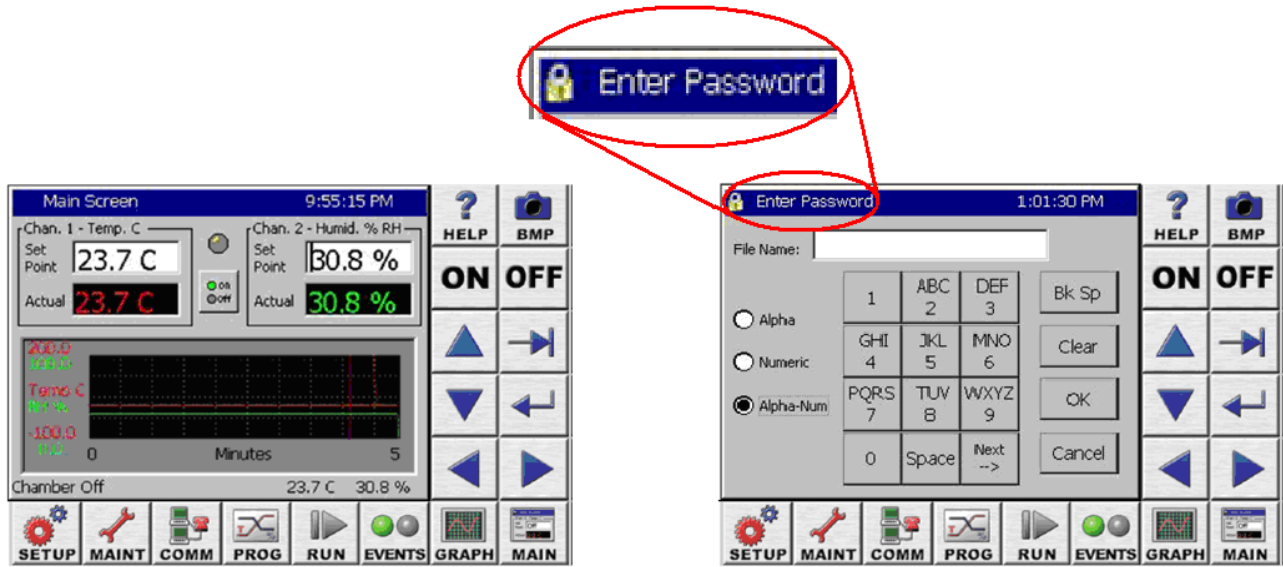 Enter Password
Main Screen 9:55:15 PM
Chan. 1 - Temp. C
Chan. 2 - Humid. % RH
Set Point 23.7 C
on
off
Set Point 30.8 %
Actual 23.7 C
Actual 30.8 %
200.0
Temp C
RH %
-100.0
0 Minutes 5
Chamber Off 23.7 C 30.8 %
HELP BMP
ON OFF
SETUP MAINT COMM PROG RUN EVENTS GRAPH MAIN
Enter Password 1:01:30 PM
File Name:
Alpha
Numeric
Alpha-Num
1 ABC 2 DEF 3 Bk Sp
GHI 4 JKL 5 MNO 6 Clear
PQRS 7 TUV 8 WXYZ 9 OK
0 Space Next --> Cancel
HELP BMP
ON OFF
SETUP MAINT COMM PROG RUN EVENTS GRAPH MAIN